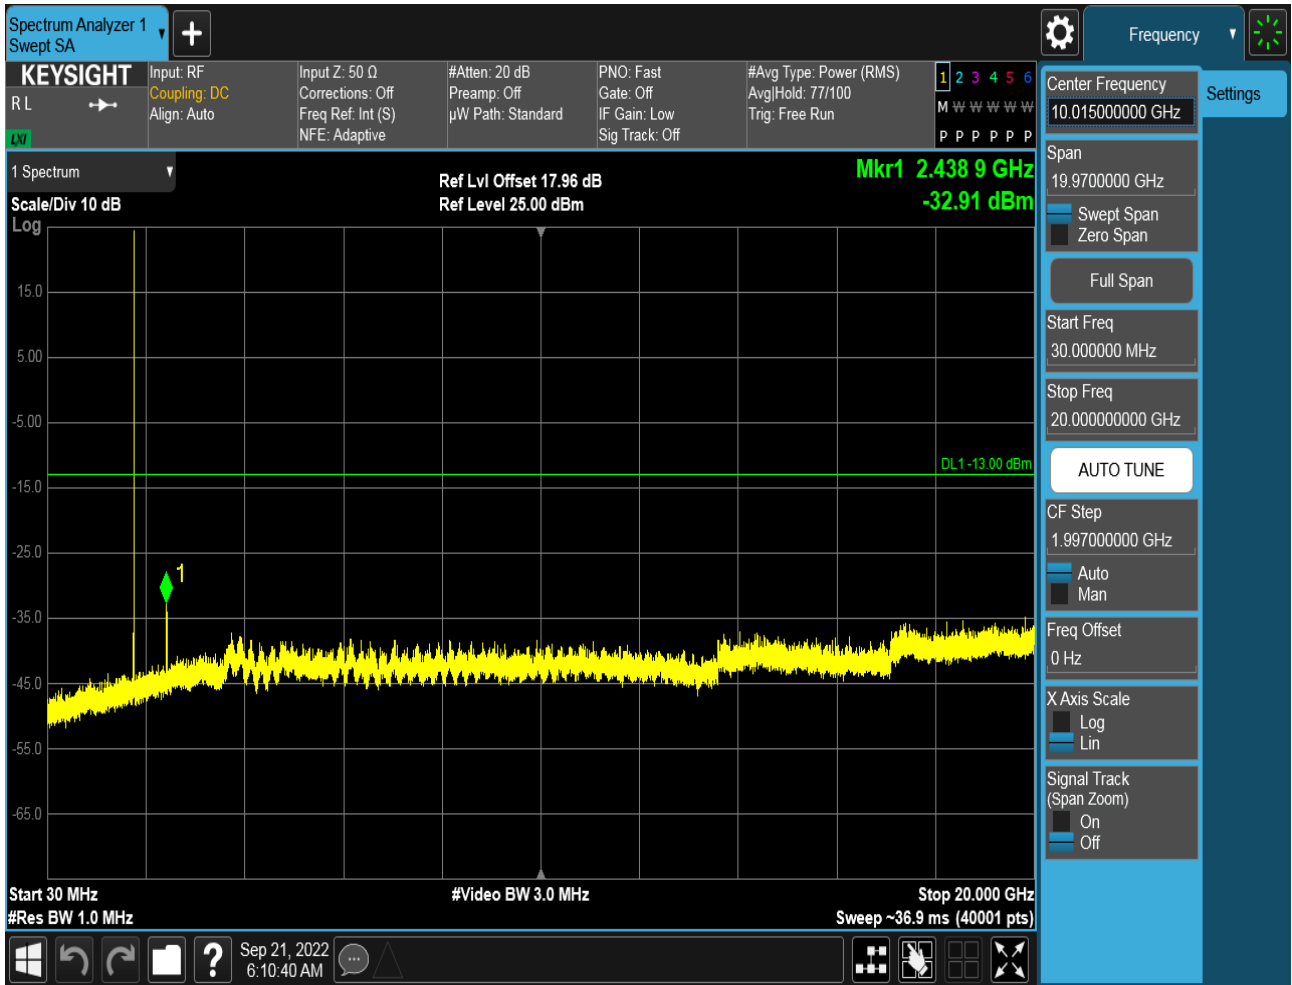 Spectrum Analyzer 1
Swept SA
Frequency
KEYSIGHT
R L
LXI
Input: RF
Coupling: DC
Align: Auto
Input Z: 50 Ω
Corrections: Off
Freq Ref: Int (S)
NFE: Adaptive
#Atten: 20 dB
Preamp: Off
µW Path: Standard
PNO: Fast
Gate: Off
IF Gain: Low
Sig Track: Off
#Avg Type: Power (RMS)
Avg|Hold: 77/100
Trig: Free Run
1 2 3 4 5 6
M W W W W W
P P P P P P
1 Spectrum
Scale/Div 10 dB
Log
Ref Lvl Offset 17.96 dB
Ref Level 25.00 dBm
Mkr1 2.438 9 GHz
-32.91 dBm
15.0
5.00
-5.00
-15.0
-25.0
-35.0
-45.0
-55.0
-65.0
DL1 -13.00 dBm
1
Start 30 MHz
#Res BW 1.0 MHz
#Video BW 3.0 MHz
Stop 20.000 GHz
Sweep ~36.9 ms (40001 pts)
Center Frequency
10.015000000 GHz
Settings
Span
19.9700000 GHz
Swept Span
Zero Span
Full Span
Start Freq
30.000000 MHz
Stop Freq
20.000000000 GHz
AUTO TUNE
CF Step
1.997000000 GHz
Auto
Man
Freq Offset
0 Hz
X Axis Scale
Log
Lin
Signal Track
(Span Zoom)
On
Off
?
Sep 21, 2022
6:10:40 AM